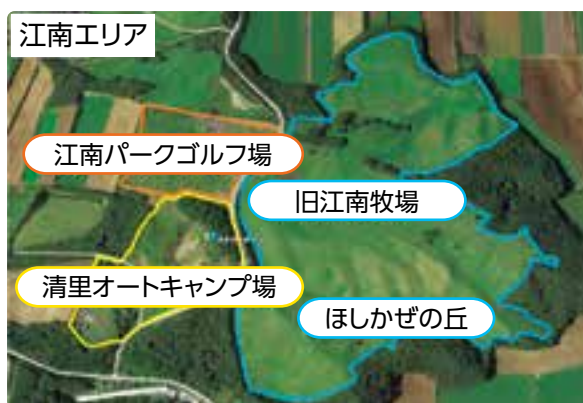 江南エリア
江南パークゴルフ場
旧江南牧場
清里オートキャンプ場
ほしかぜの丘